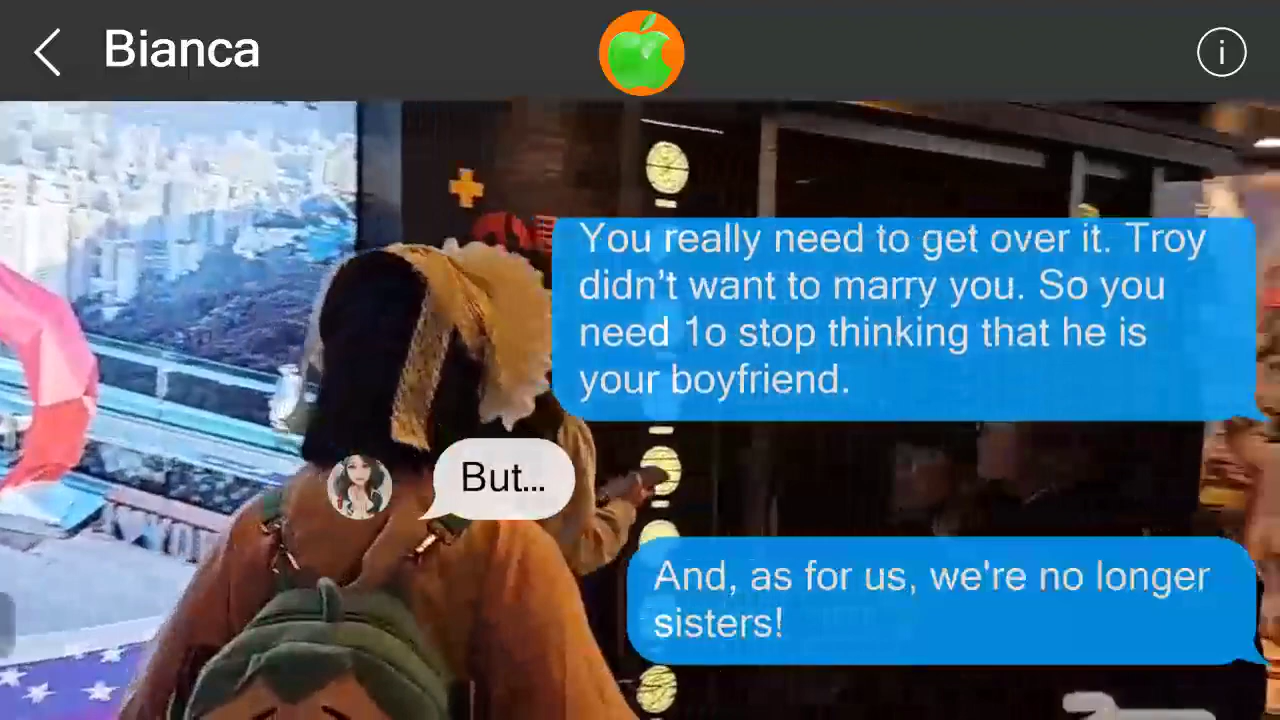 Bianca
i
You really need to get over it. Troy
didn't want to marry you. So you
need 1o stop thinking that he is
your boyfriend.
But...
And, as for us, we're no longer
sisters!